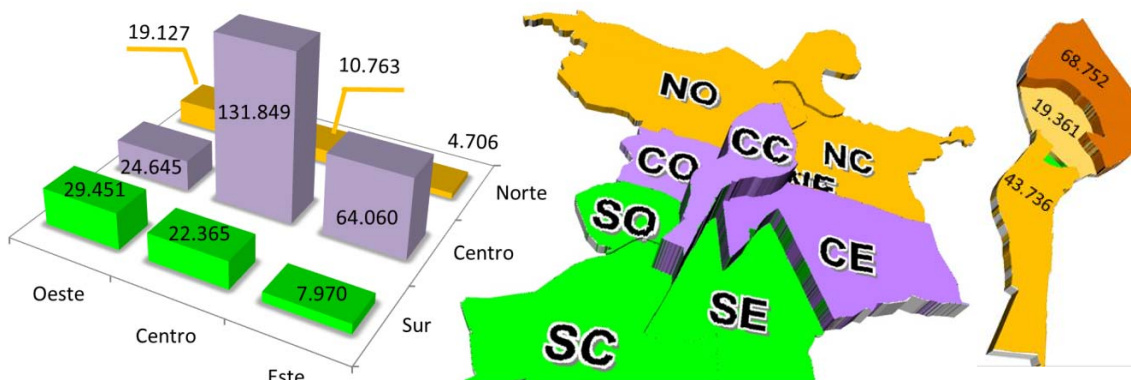 19.127
10.763
4.706
131.849
24.645
64.060
29.451
22.365
7.970
Norte
Centro
Sur
Oeste
Centro
Este
NO
CC
NC
CO
SO
CE
SE
SC
68.752
19.361
43.736